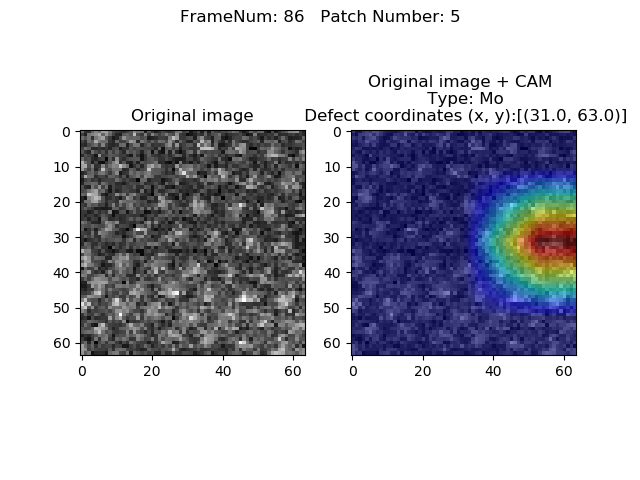 FrameNum: 86   Patch Number: 5
Original image + CAM
Type: Mo
Original image
Defect coordinates (x, y):[(31.0, 63.0)]
0
10
20
30
40
50
60
0 20 40 60
0
10
20
30
40
50
60
0 20 40 60